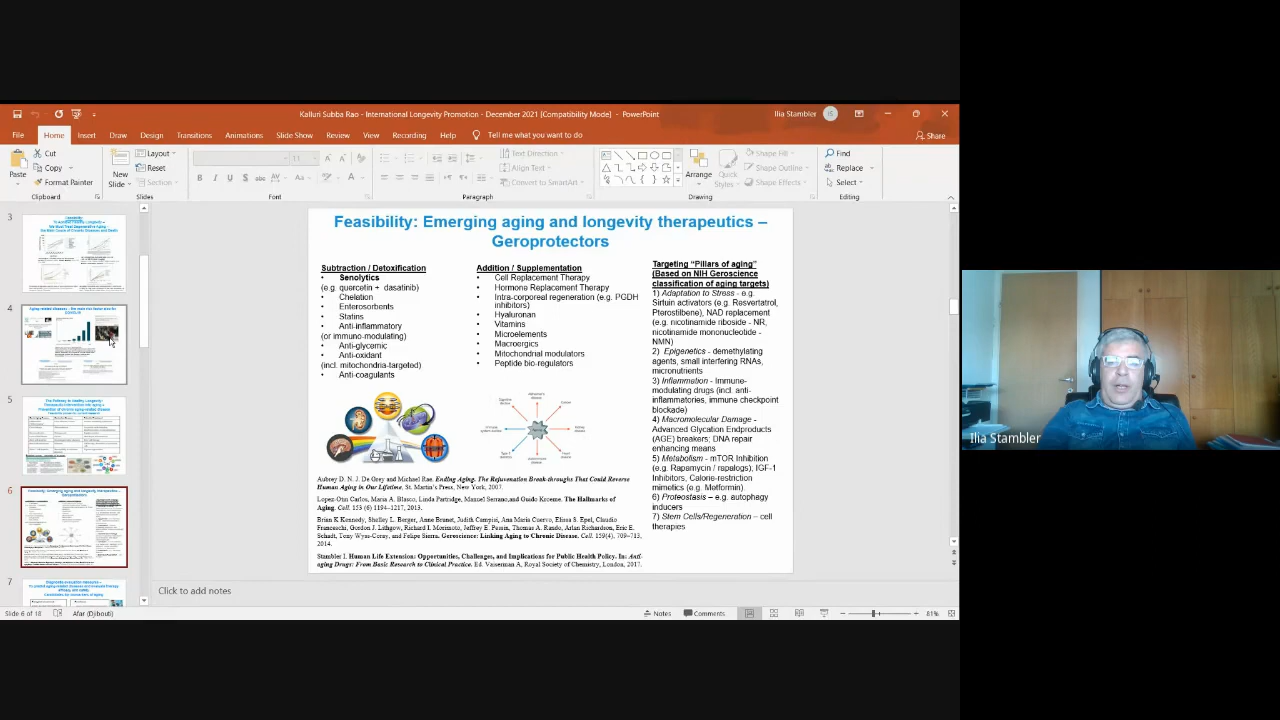 Kalluri Subba Rao - International Longevity Promotion - December 2021 [Compatibility Mode] - PowerPoint
Ilia Stambler
IS
File
Home
Insert
Draw
Design
Transitions
Animations
Slide Show
Review
View
Recording
Help
Tell me what you want to do
Share
Paste
Cut
Copy
Format Painter
Clipboard
New
Slide
Layout
Reset
Section
Slides
Font
Text Direction
Align Text
Convert to SmartArt
Paragraph
Arrange
Quick
Styles
Shape Fill
Shape Outline
Shape Effects
Drawing
Find
Replace
Select
Editing
3
4
5
6
7
Feasibility: Emerging aging and longevity therapeutics –
Geroprotectors
Subtraction / Detoxification
• Senolytics
(e.g. quercetin + dasatinib)
• Chelation
• Enterosorbents
• Statins
• Anti-inflammatory
(or immuno-modulating)
• Anti-glycemic
• Anti-oxidant
(incl. mitochondria-targeted)
• Anti-coagulants
Addition / Supplementation
• Cell Replacement Therapy
• Hormone Replacement Therapy
• Intra-corporeal regeneration (e.g. PGDH
inhibitors)
• Hyaluronan
• Vitamins
• Microelements
• Macroergics
• Mitochondrial modulators
• Peptide bio-regulators
Targeting "Pillars of aging"
(Based on NIH Geroscience
classification of aging targets)
1) Adaptation to Stress - e.g.
Sirtuin activators (e.g. Resvertatrol,
Pterostilbene), NAD replacement
(e.g. nicotinamide riboside - NR,
nicotinamide mononucleotide -
NMN)
2) Epigenetics - demethylating
agents, small interfering RNAs,
micronutrients
3) Inflammation - Immune-
modulating drugs (incl. anti-
inflammatories, immune checkpoint
blockade)
4) Macromolecular Damage -
Advanced Glycation Endproducts
(AGE) breakers; DNA repair
enhancing means
5) Metabolism - mTOR inhibition
(e.g. Rapamycin / rapalogs), IGF-1
Inhibitors, Calorie-restriction
mimetics (e.g. Metformin).
6) Proteostasis – e.g. autophagy
inducers
7) Stem Cells/Regeneration – cell
therapies
Aubrey D. N. J. De Grey and Michael Rae. Ending Aging. The Rejuvenation Break-throughs That Could Reverse
Human Aging in Our Lifetime. St. Martin's Press. New York, 2007.
Lopez-Otin Carlos, Maria A. Blasco, Linda Partridge, Manuel Serrano and Guido Kroeme. The Hallmarks of
Aging. Cell. 153 (6) 1194–1217, 2013.
Brian K Kennedy, Shelley L. Berger, Anne Brunet, Judith Campisi, Ana Maria Cuervo, Elissa S. Epel, Claudio
Franceschi, Gordon J. Lithgow, Richard I. Morimoto, Jeffrey E. Pessin, Thomas A. Rando, Arlan Richardson, Eric E.
Schadt, Tony Wyss-Coray, and Felipe Sierra. Geroscience: Linking Aging to Chronic Disease. Cell. 159(4), 709–713,
2014.
Stambler I. Human Life Extension: Opportunities, Challenges, and Implications for Public Health Policy. In: Anti-
aging Drugs: From Basic Research to Clinical Practice. Ed. Vaiserman A, Royal Society of Chemistry, London, 2017.
Click to add notes
Slide 6 of 18
Afar (Djibouti)
Notes
Comments
81%
Ilia Stambler